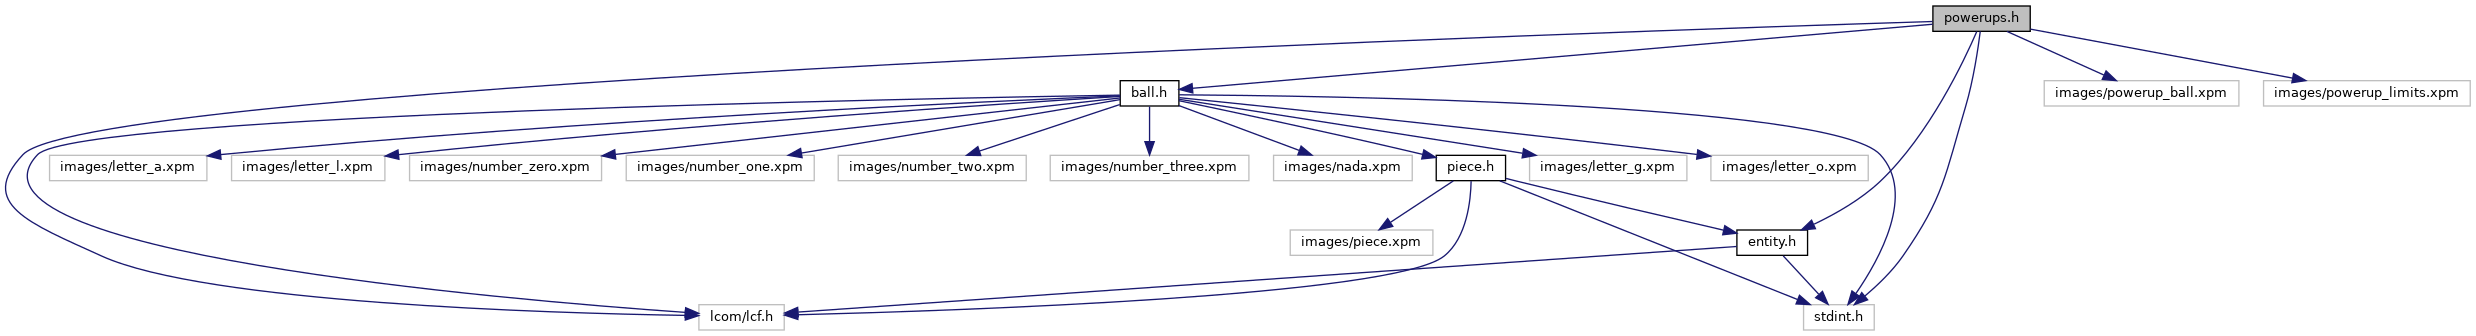 powerups.h
ball.h
images/powerup_ball.xpm
images/powerup_limits.xpm
images/letter_a.xpm
images/letter_l.xpm
images/number_zero.xpm
images/number_one.xpm
images/number_two.xpm
images/number_three.xpm
images/nada.xpm
piece.h
images/letter_g.xpm
images/letter_o.xpm
images/piece.xpm
entity.h
lcom/lcf.h
stdint.h